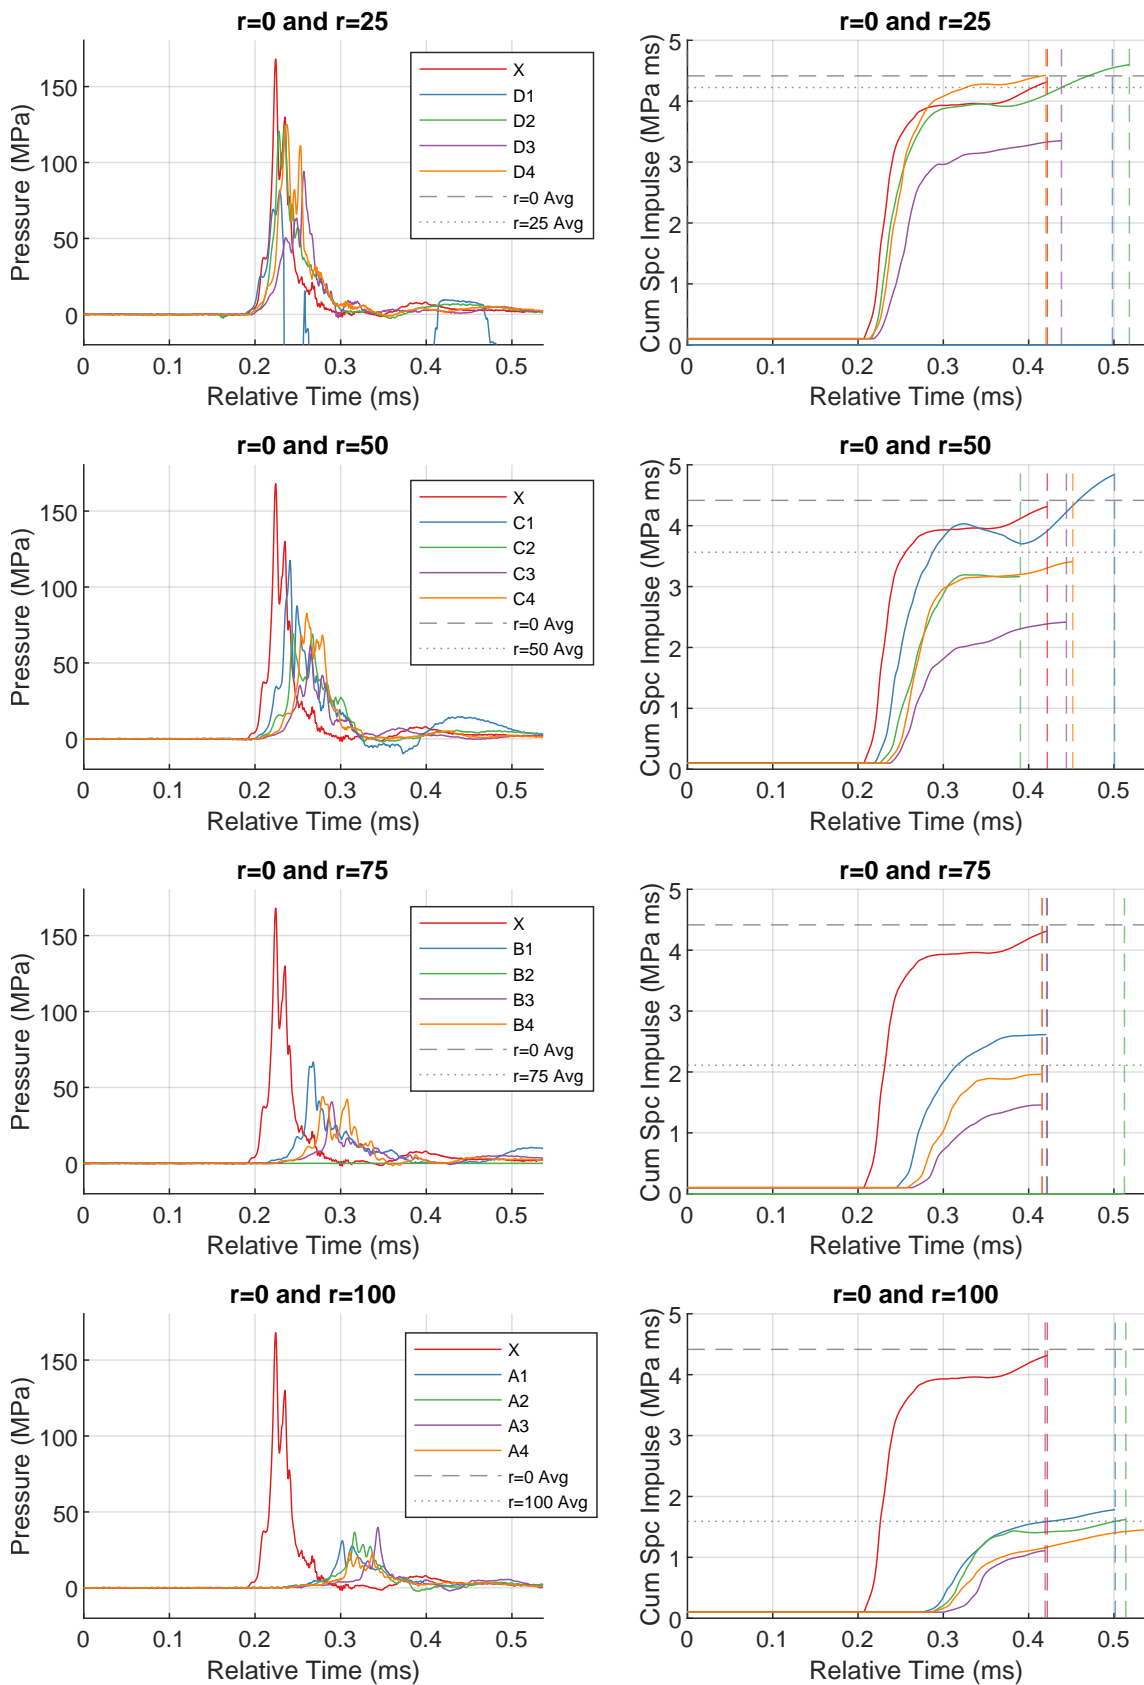 r=0 and r=25
Pressure (MPa)
150
100
50
0
0 0.1 0.2 0.3 0.4 0.5
Relative Time (ms)
X
D1
D2
D3
D4
r=0 Avg
r=25 Avg
r=0 and r=25
Cum Spc Impulse (MPa ms)
5
4
3
2
1
0
0 0.1 0.2 0.3 0.4 0.5
Relative Time (ms)
r=0 and r=50
Pressure (MPa)
150
100
50
0
0 0.1 0.2 0.3 0.4 0.5
Relative Time (ms)
X
C1
C2
C3
C4
r=0 Avg
r=50 Avg
r=0 and r=50
Cum Spc Impulse (MPa ms)
5
4
3
2
1
0
0 0.1 0.2 0.3 0.4 0.5
Relative Time (ms)
r=0 and r=75
Pressure (MPa)
150
100
50
0
0 0.1 0.2 0.3 0.4 0.5
Relative Time (ms)
X
B1
B2
B3
B4
r=0 Avg
r=75 Avg
r=0 and r=75
Cum Spc Impulse (MPa ms)
5
4
3
2
1
0
0 0.1 0.2 0.3 0.4 0.5
Relative Time (ms)
r=0 and r=100
Pressure (MPa)
150
100
50
0
0 0.1 0.2 0.3 0.4 0.5
Relative Time (ms)
X
A1
A2
A3
A4
r=0 Avg
r=100 Avg
r=0 and r=100
Cum Spc Impulse (MPa ms)
5
4
3
2
1
0
0 0.1 0.2 0.3 0.4 0.5
Relative Time (ms)